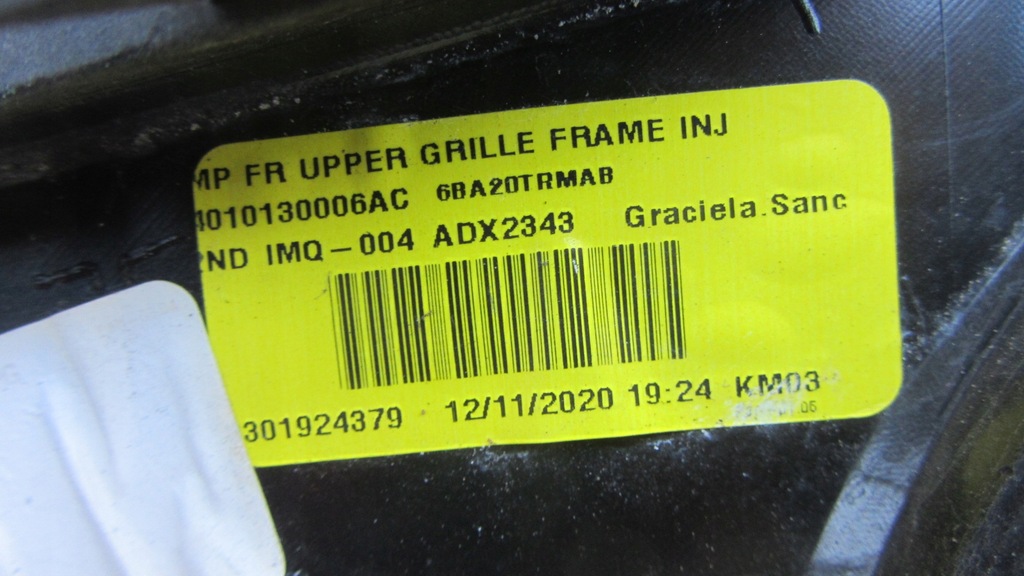 MP FR UPPER GRILLE FRAME INJ
4010130006AC 6BA20TRMAB
2ND IMQ-004 ADX2343 Graciela.Sanc
301924379 12/11/2020 19:24 KM03
05